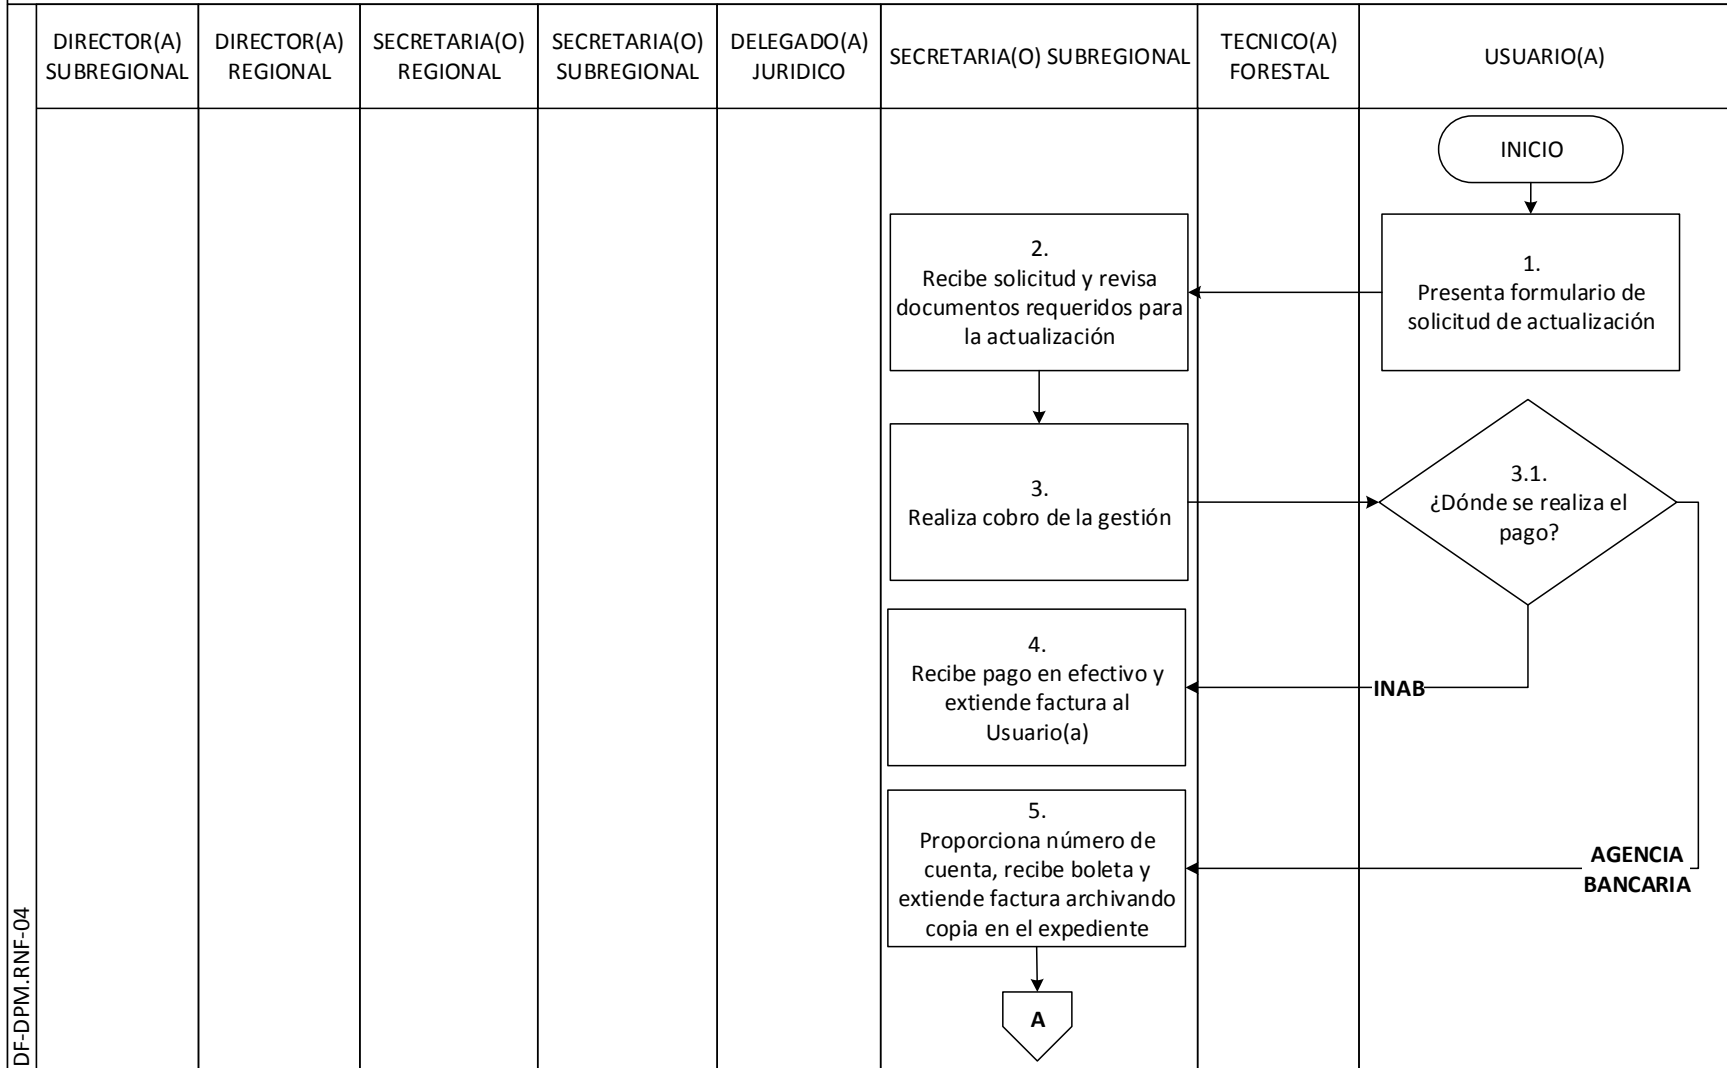 DIRECTOR(A)
SUBREGIONAL
DIRECTOR(A)
REGIONAL
SECRETARIA(O)
REGIONAL
SECRETARIA(O)
SUBREGIONAL
DELEGADO(A)
JURIDICO
SECRETARIA(O) SUBREGIONAL
TECNICO(A)
FORESTAL
USUARIO(A)
INICIO
1.
Presenta formulario de
solicitud de actualización
2.
Recibe solicitud y revisa
documentos requeridos para
la actualización
3.
Realiza cobro de la gestión
3.1.
¿Dónde se realiza el
pago?
4.
Recibe pago en efectivo y
extiende factura al
Usuario(a)
INAB
5.
Proporciona número de
cuenta, recibe boleta y
extiende factura archivando
copia en el expediente
AGENCIA
BANCARIA
A
DF-DPM.RNF-04